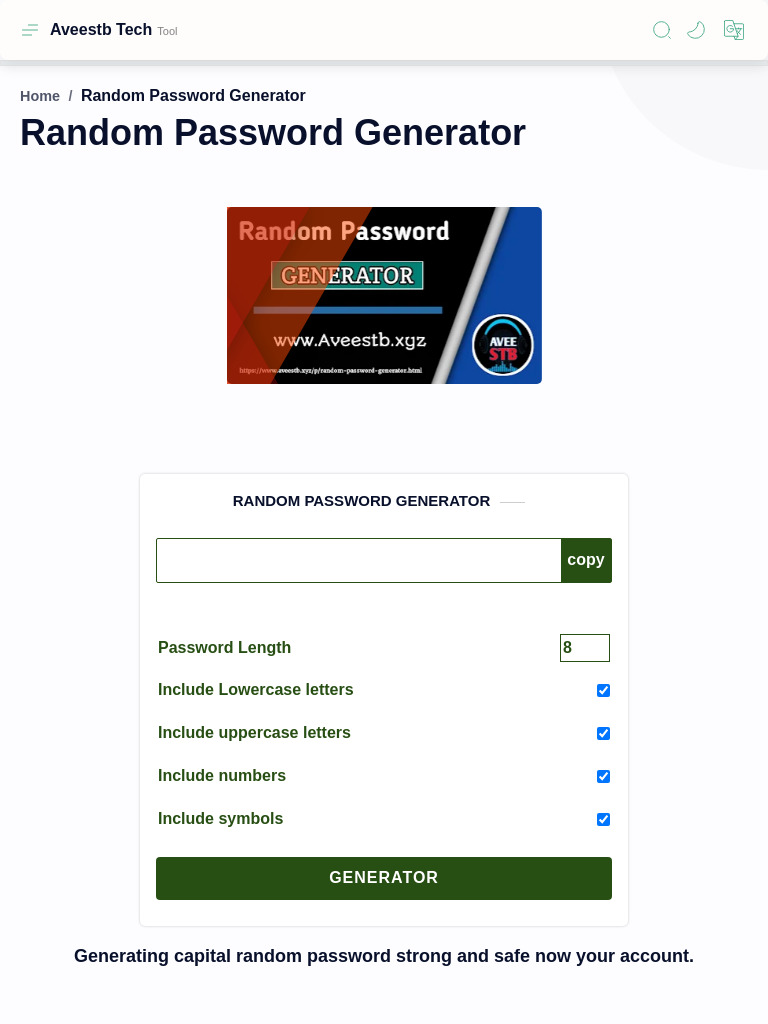 Aveestb Tech Tool
Home / Random Password Generator
Random Password Generator
Random Password
GENERATOR
www.Aveestb.xyz
AVEE
STB
https://www.aveestb.xyz/p/random-password-generator.html
RANDOM PASSWORD GENERATOR
copy
Password Length 8
Include Lowercase letters
Include uppercase letters
Include numbers
Include symbols
GENERATOR
Generating capital random password strong and safe now your account.